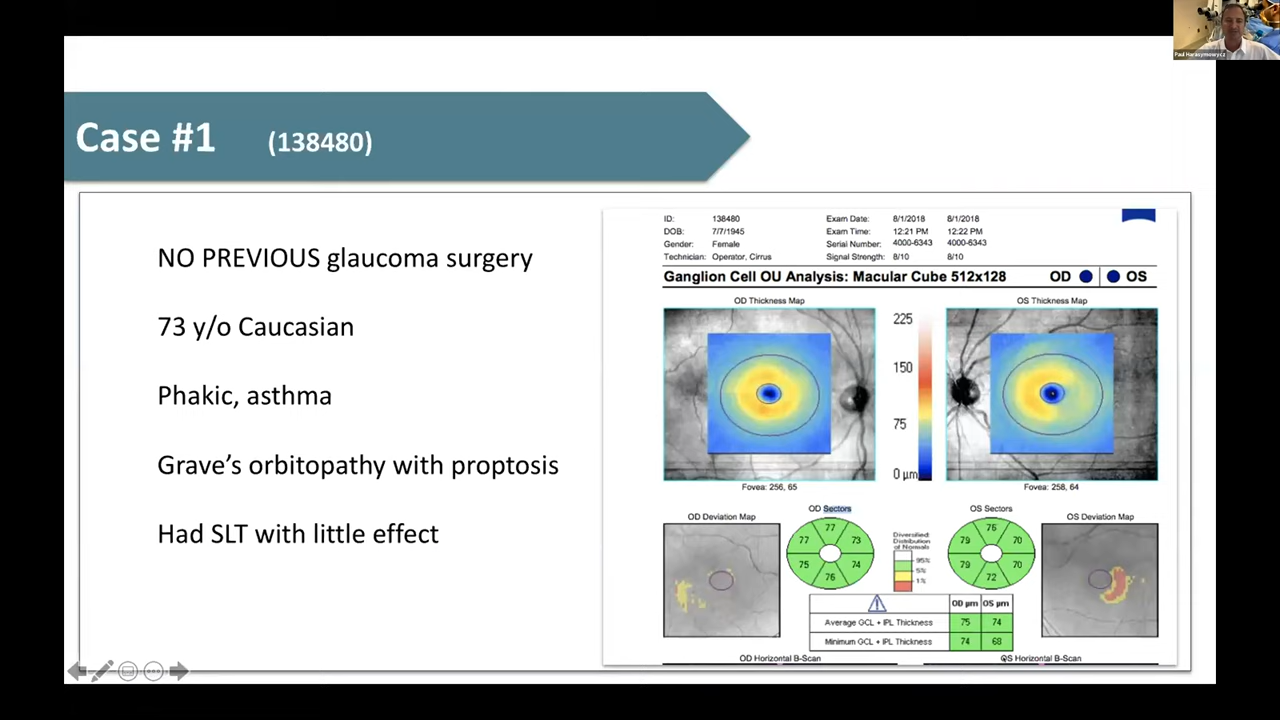 Paul Harasymowycz
Case #1 (138480)
NO PREVIOUS glaucoma surgery
73 y/o Caucasian
Phakic, asthma
Grave's orbitopathy with proptosis
Had SLT with little effect
ID: 138480 Exam Date: 8/1/2018 8/1/2018
DOB: 7/7/1945 Exam Time: 12:21 PM 12:22 PM
Gender: Female Serial Number: 4000-6343 4000-6343
Technician: Operator, Cirrus Signal Strength: 8/10 8/10
Ganglion Cell OU Analysis: Macular Cube 512x128 OD OS
OD Thickness Map
OS Thickness Map
225
150
75
0 µm
Fovea: 256, 65
Fovea: 258, 64
OD Deviation Map
OD Sectors
77
77 73
75 74
76
Diversified:
Distribution
of Normals
95%
5%
1%
OS Sectors
76
79 70
79 70
72
OS Deviation Map
OD µm OS µm
Average GCL + IPL Thickness 75 74
Minimum GCL + IPL Thickness 74 68
OD Horizontal B-Scan
OS Horizontal B-Scan